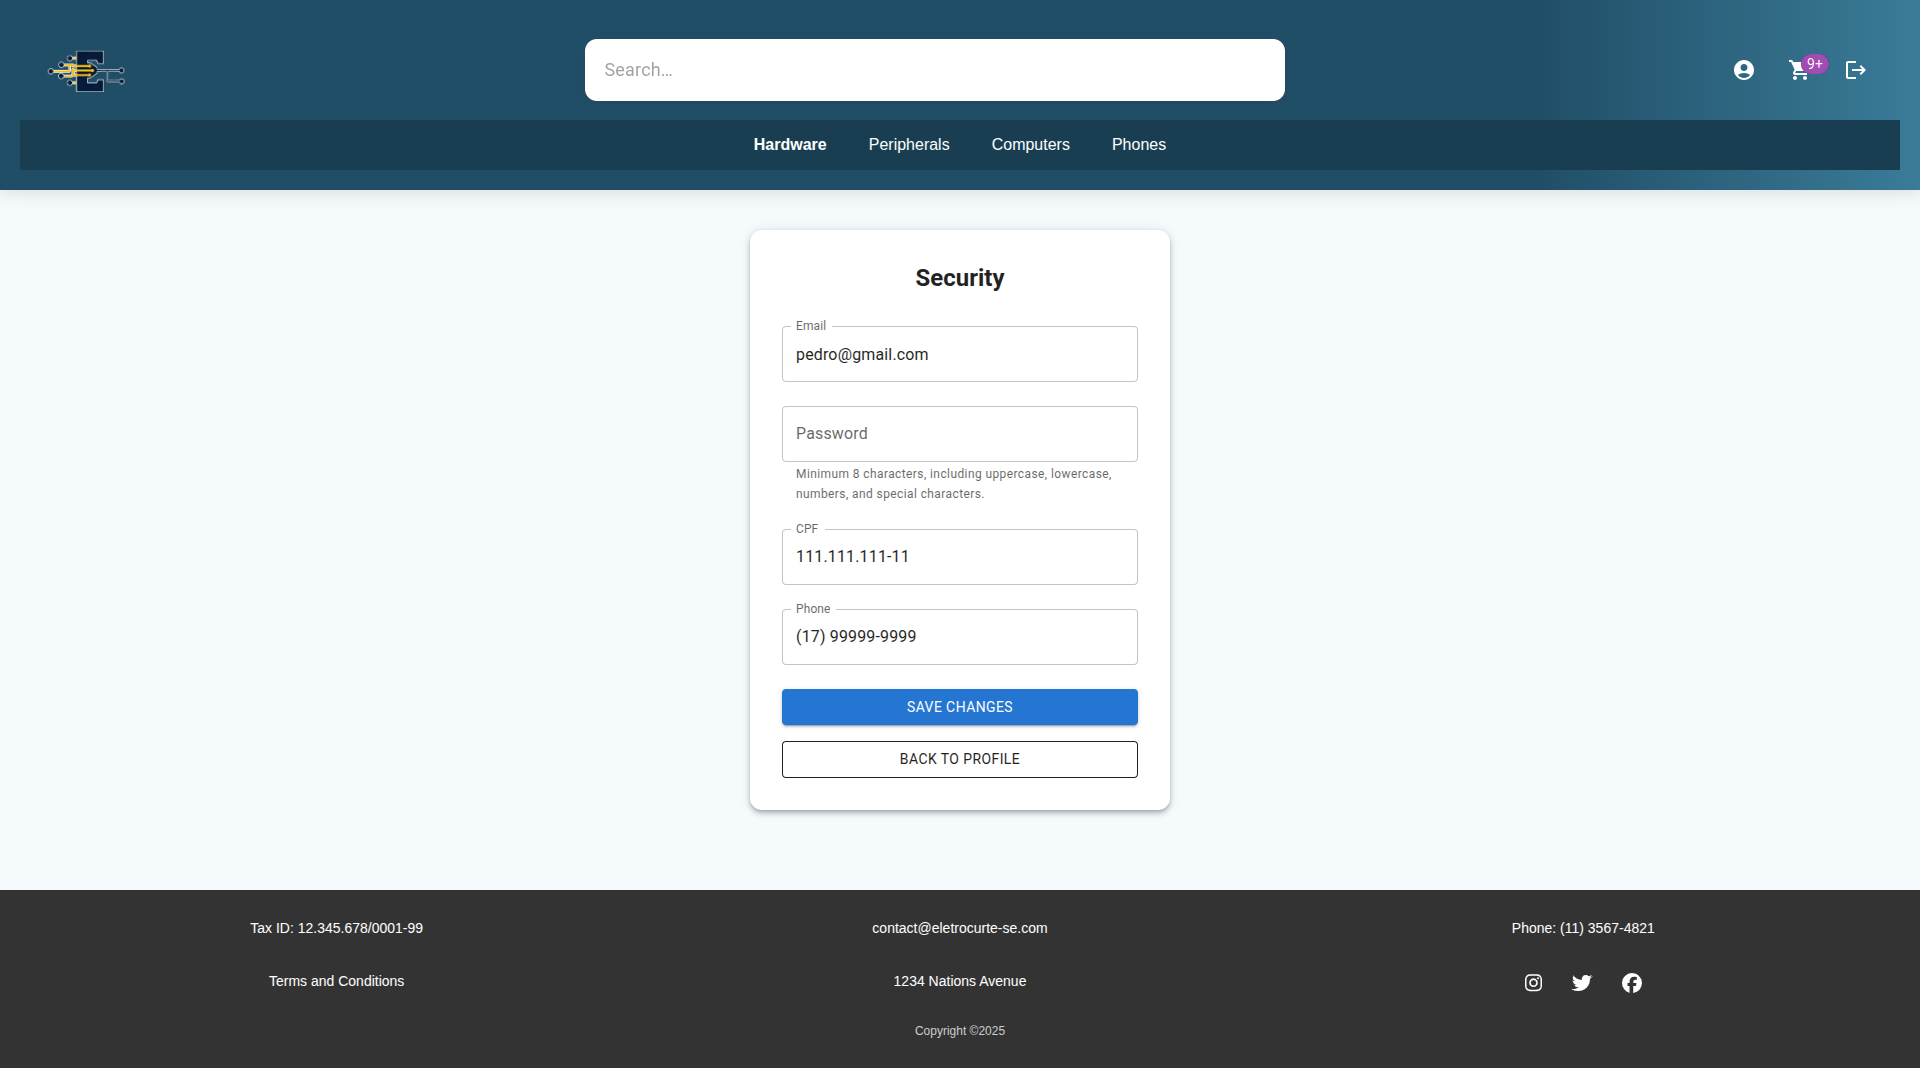 Search...
9+
Hardware
Peripherals
Computers
Phones
Security
Email
pedro@gmail.com
Password
Minimum 8 characters, including uppercase, lowercase,
numbers, and special characters.
CPF
111.111.111-11
Phone
(17) 99999-9999
SAVE CHANGES
BACK TO PROFILE
Tax ID: 12.345.678/0001-99
contact@eletrocurte-se.com
Phone: (11) 3567-4821
Terms and Conditions
1234 Nations Avenue
Copyright ©2025